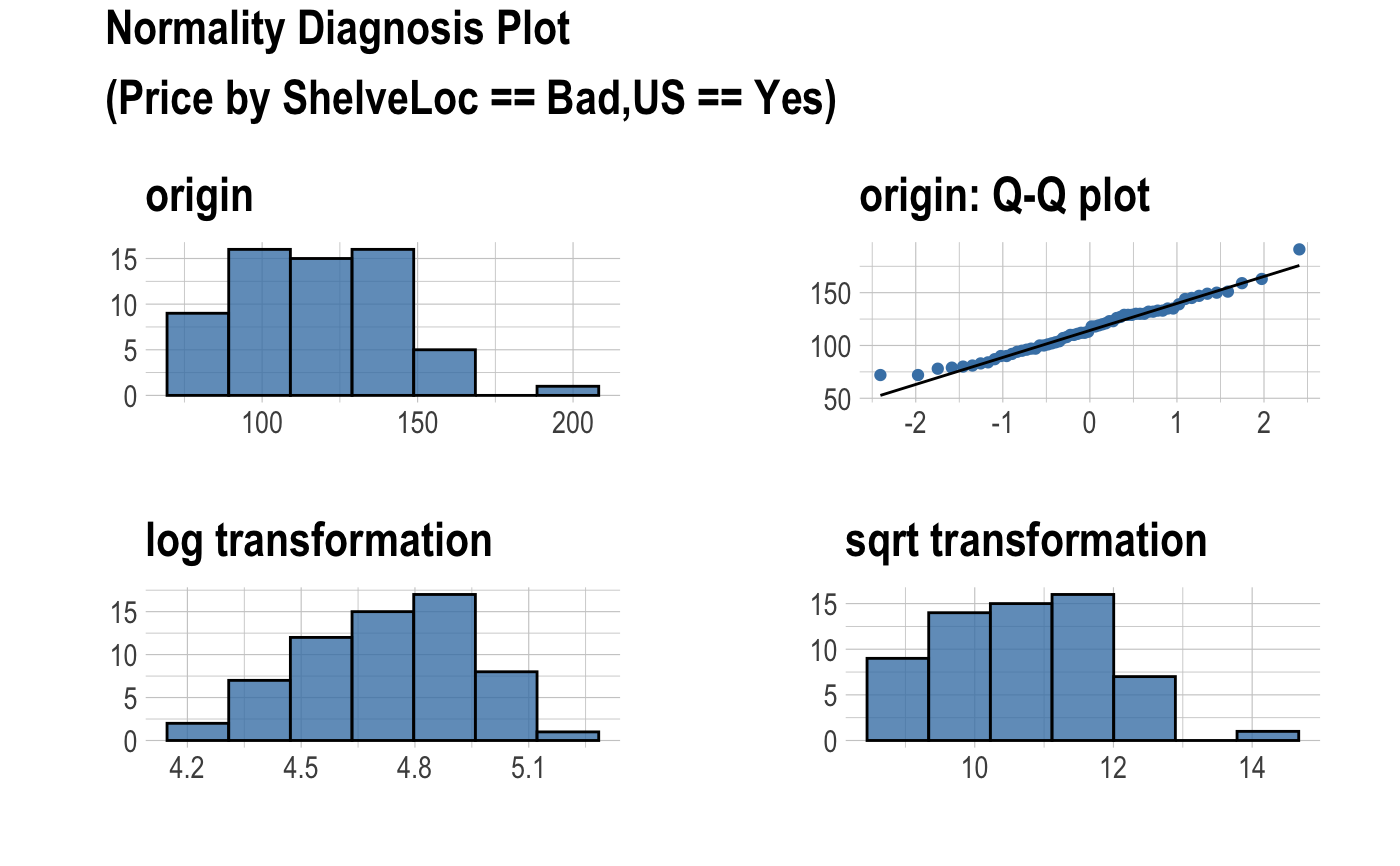 Normality Diagnosis Plot
(Price by ShelveLoc == Bad,US == Yes)
origin
15
10
5
0
100 150 200
origin: Q-Q plot
150
100
50
-2 -1 0 1 2
log transformation
15
10
5
0
4.2 4.5 4.8 5.1
sqrt transformation
15
10
5
0
10 12 14